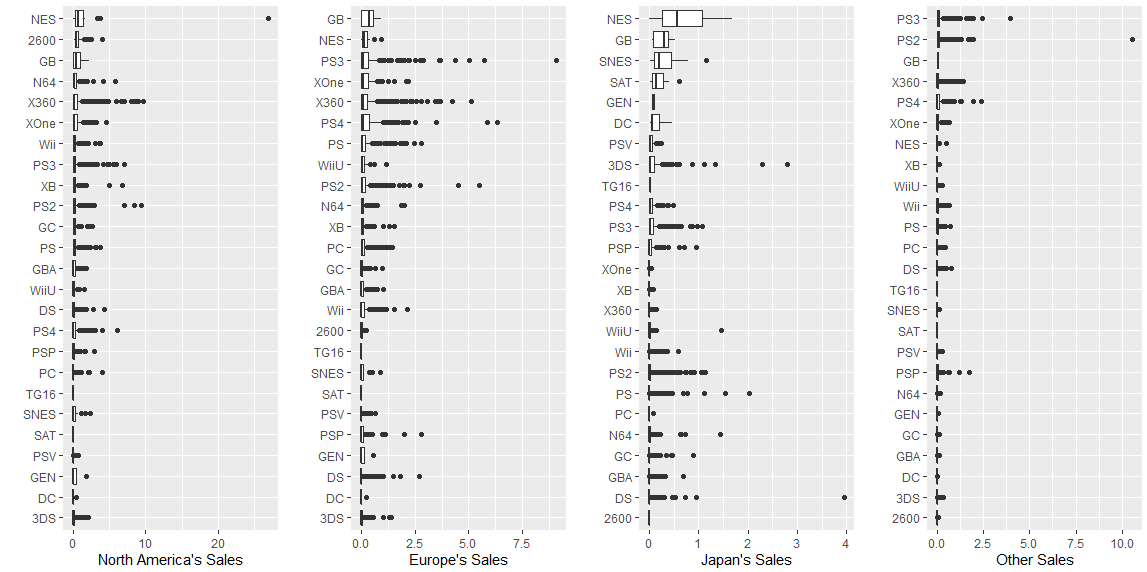 NES
2600
GB
N64
X360
XOne
Wii
PS3
XB
PS2
GC
PS
GBA
WiiU
DS
PS4
PSP
PC
TG16
SNES
SAT
PSV
GEN
DC
3DS
0 10 20
North America's Sales
GB
NES
PS3
XOne
X360
PS4
PS
WiiU
PS2
N64
XB
PC
GC
GBA
Wii
2600
TG16
SNES
SAT
PSV
PSP
GEN
DS
DC
3DS
0.0 2.5 5.0 7.5
Europe's Sales
NES
GB
SNES
SAT
GEN
DC
PSV
3DS
TG16
PS4
PS3
PSP
XOne
XB
X360
WiiU
Wii
PS2
PS
PC
N64
GC
GBA
DS
2600
0 1 2 3 4
Japan's Sales
PS3
PS2
GB
X360
PS4
XOne
NES
XB
WiiU
Wii
PS
PC
DS
TG16
SNES
SAT
PSV
PSP
N64
GEN
GC
GBA
DC
3DS
2600
0.0 2.5 5.0 7.5 10.0
Other Sales